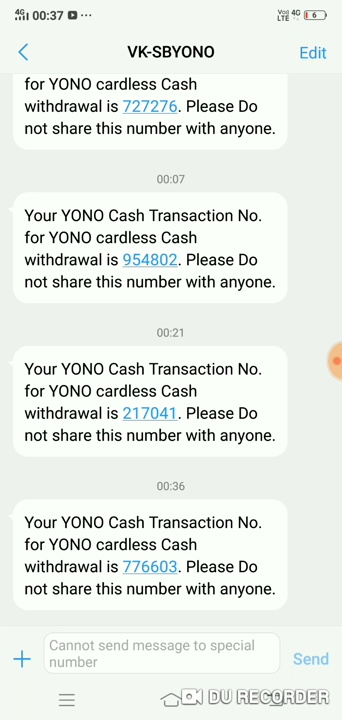 4G 00:37 ...
VoD 4G
LTE 6
VK-SBYONO
Edit
for YONO cardless Cash
withdrawal is 727276. Please Do
not share this number with anyone.
00:07
Your YONO Cash Transaction No.
for YONO cardless Cash
withdrawal is 954802. Please Do
not share this number with anyone.
00:21
Your YONO Cash Transaction No.
for YONO cardless Cash
withdrawal is 217041. Please Do
not share this number with anyone.
00:36
Your YONO Cash Transaction No.
for YONO cardless Cash
withdrawal is 776603. Please Do
not share this number with anyone.
Cannot send message to special
number
Send
DU RECORDER